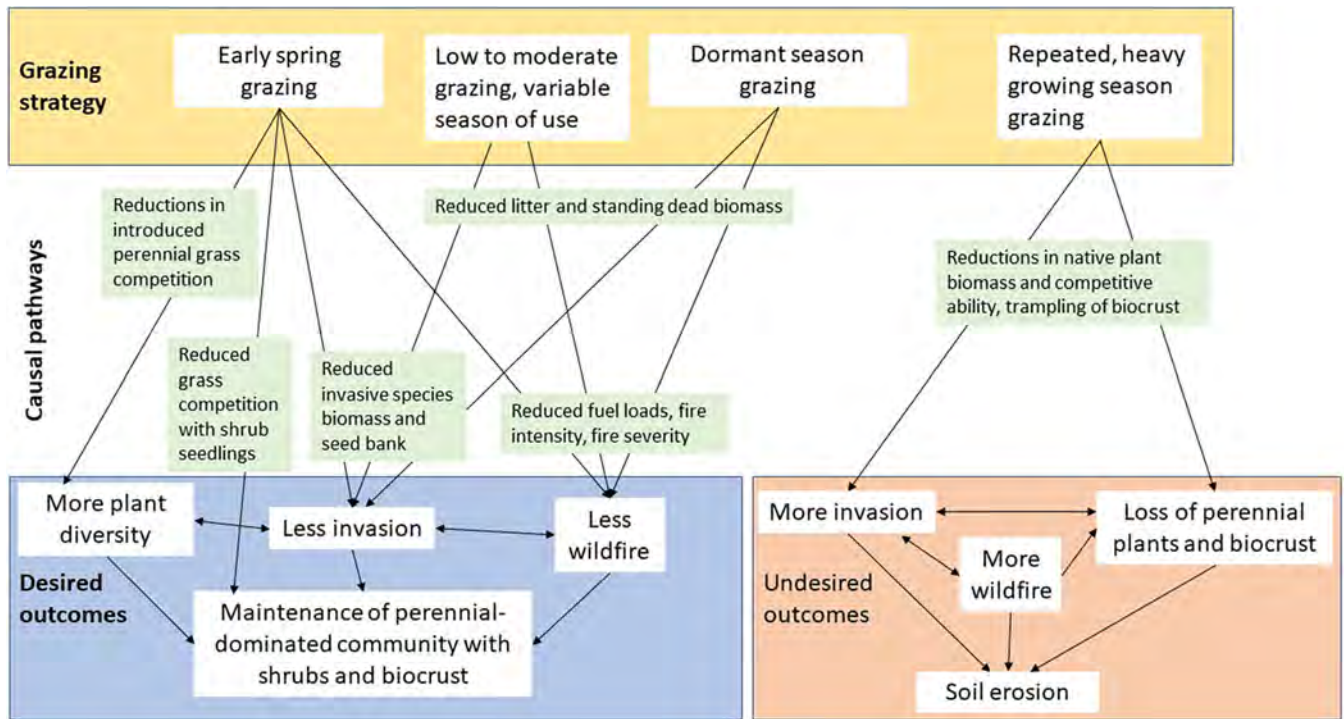 Grazing
strategy
Early spring
grazing
Low to moderate
grazing, variable
season of use
Dormant season
grazing
Repeated, heavy
growing season
grazing
Causal pathways
Reductions in
introduced
perennial grass
competition
Reduced litter and standing dead biomass
Reductions in native plant
biomass and competitive
ability, trampling of biocrust
Reduced
grass
competition
with shrub
seedlings
Reduced
invasive species
biomass and
seed bank
Reduced fuel loads, fire
intensity, fire severity
Desired
outcomes
More plant
diversity
Less invasion
Less
wildfire
Maintenance of perennial-
dominated community with
shrubs and biocrust
Undesired
outcomes
More invasion
More
wildfire
Loss of perennial
plants and biocrust
Soil erosion